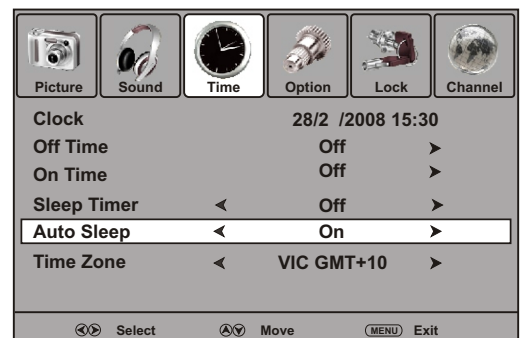 Picture Sound Time Option Lock Channel
Clock 28/2 /2008 15:30
Off Time Off
On Time Off
Sleep Timer Off
Auto Sleep On
Time Zone VIC GMT+10
Select Move MENU Exit